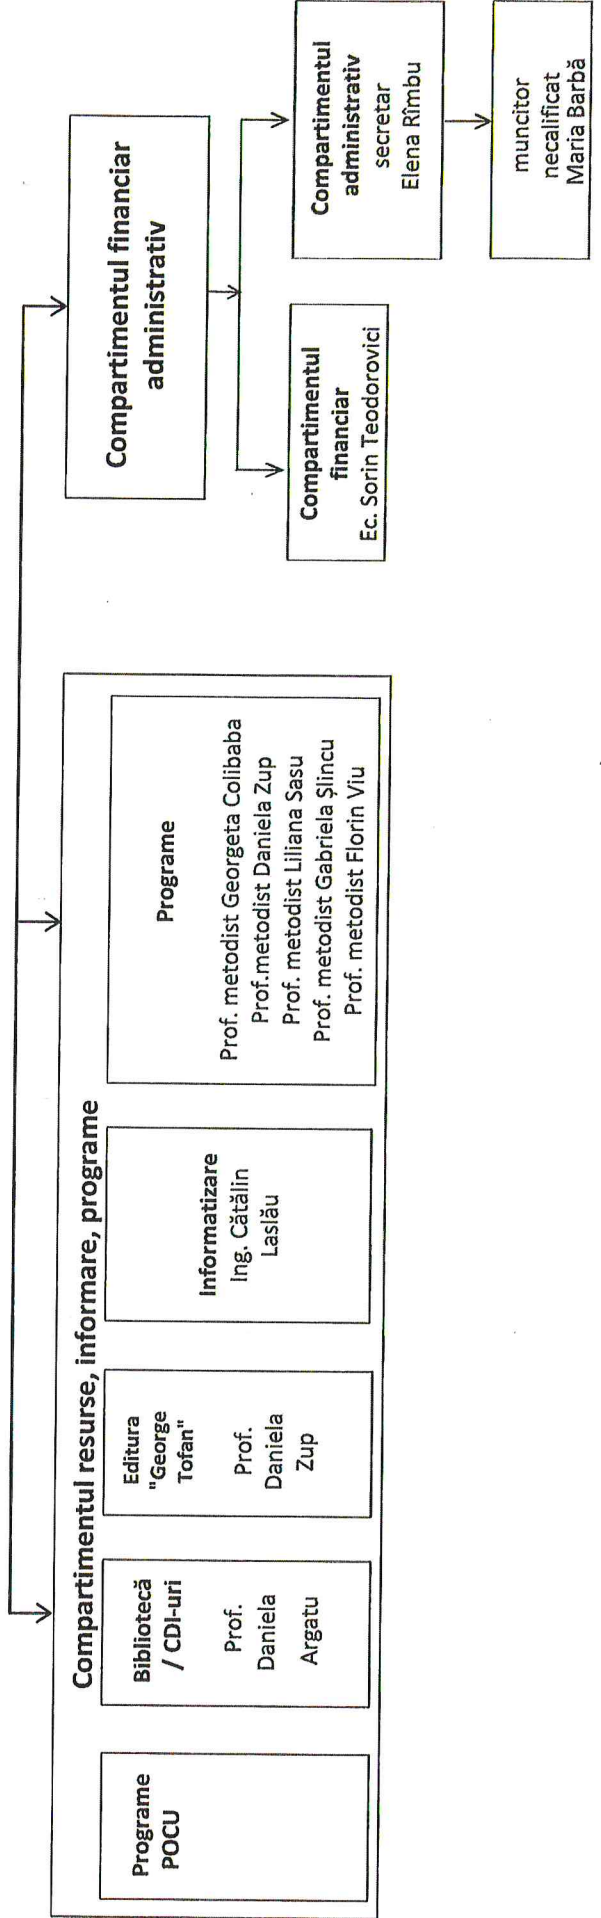 Compartimentul resurse, informare, programe
Programe
POCU
Bibliotecă
/ CDI-uri
Prof.
Daniela
Argatu
Editura
"George
Tofan"
Prof.
Daniela
Zup
Informatizare
Ing. Cătălin
Laslău
Programe
Prof. metodist Georgeta Colibaba
Prof.metodist Daniela Zup
Prof. metodist Liliana Sasu
Prof. metodist Gabriela Șlincu
Prof. metodist Florin Viu
Compartimentul financiar
administrativ
Compartimentul
financiar
Ec. Sorin Teodorovici
Compartimentul
administrativ
secretar
Elena Rîmbu
muncitor
necalificat
Maria Barbă